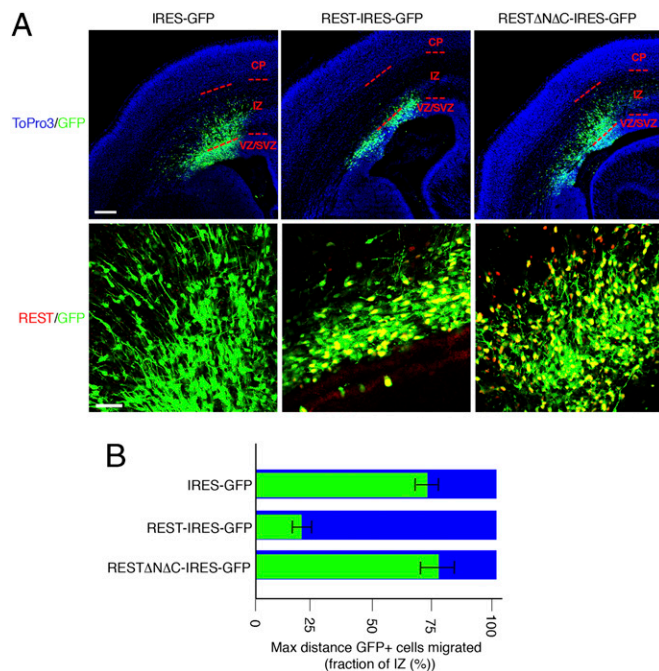 A
IRES-GFP
REST-IRES-GFP
RESTΔNΔC-IRES-GFP
ToPro3/GFP
CP
IZ
VZ/SVZ
CP
IZ
VZ/SVZ
CP
IZ
VZ/SVZ
REST/GFP
B
IRES-GFP
REST-IRES-GFP
RESTΔNΔC-IRES-GFP
0
25
50
75
100
Max distance GFP+ cells migrated
(fraction of IZ (%))